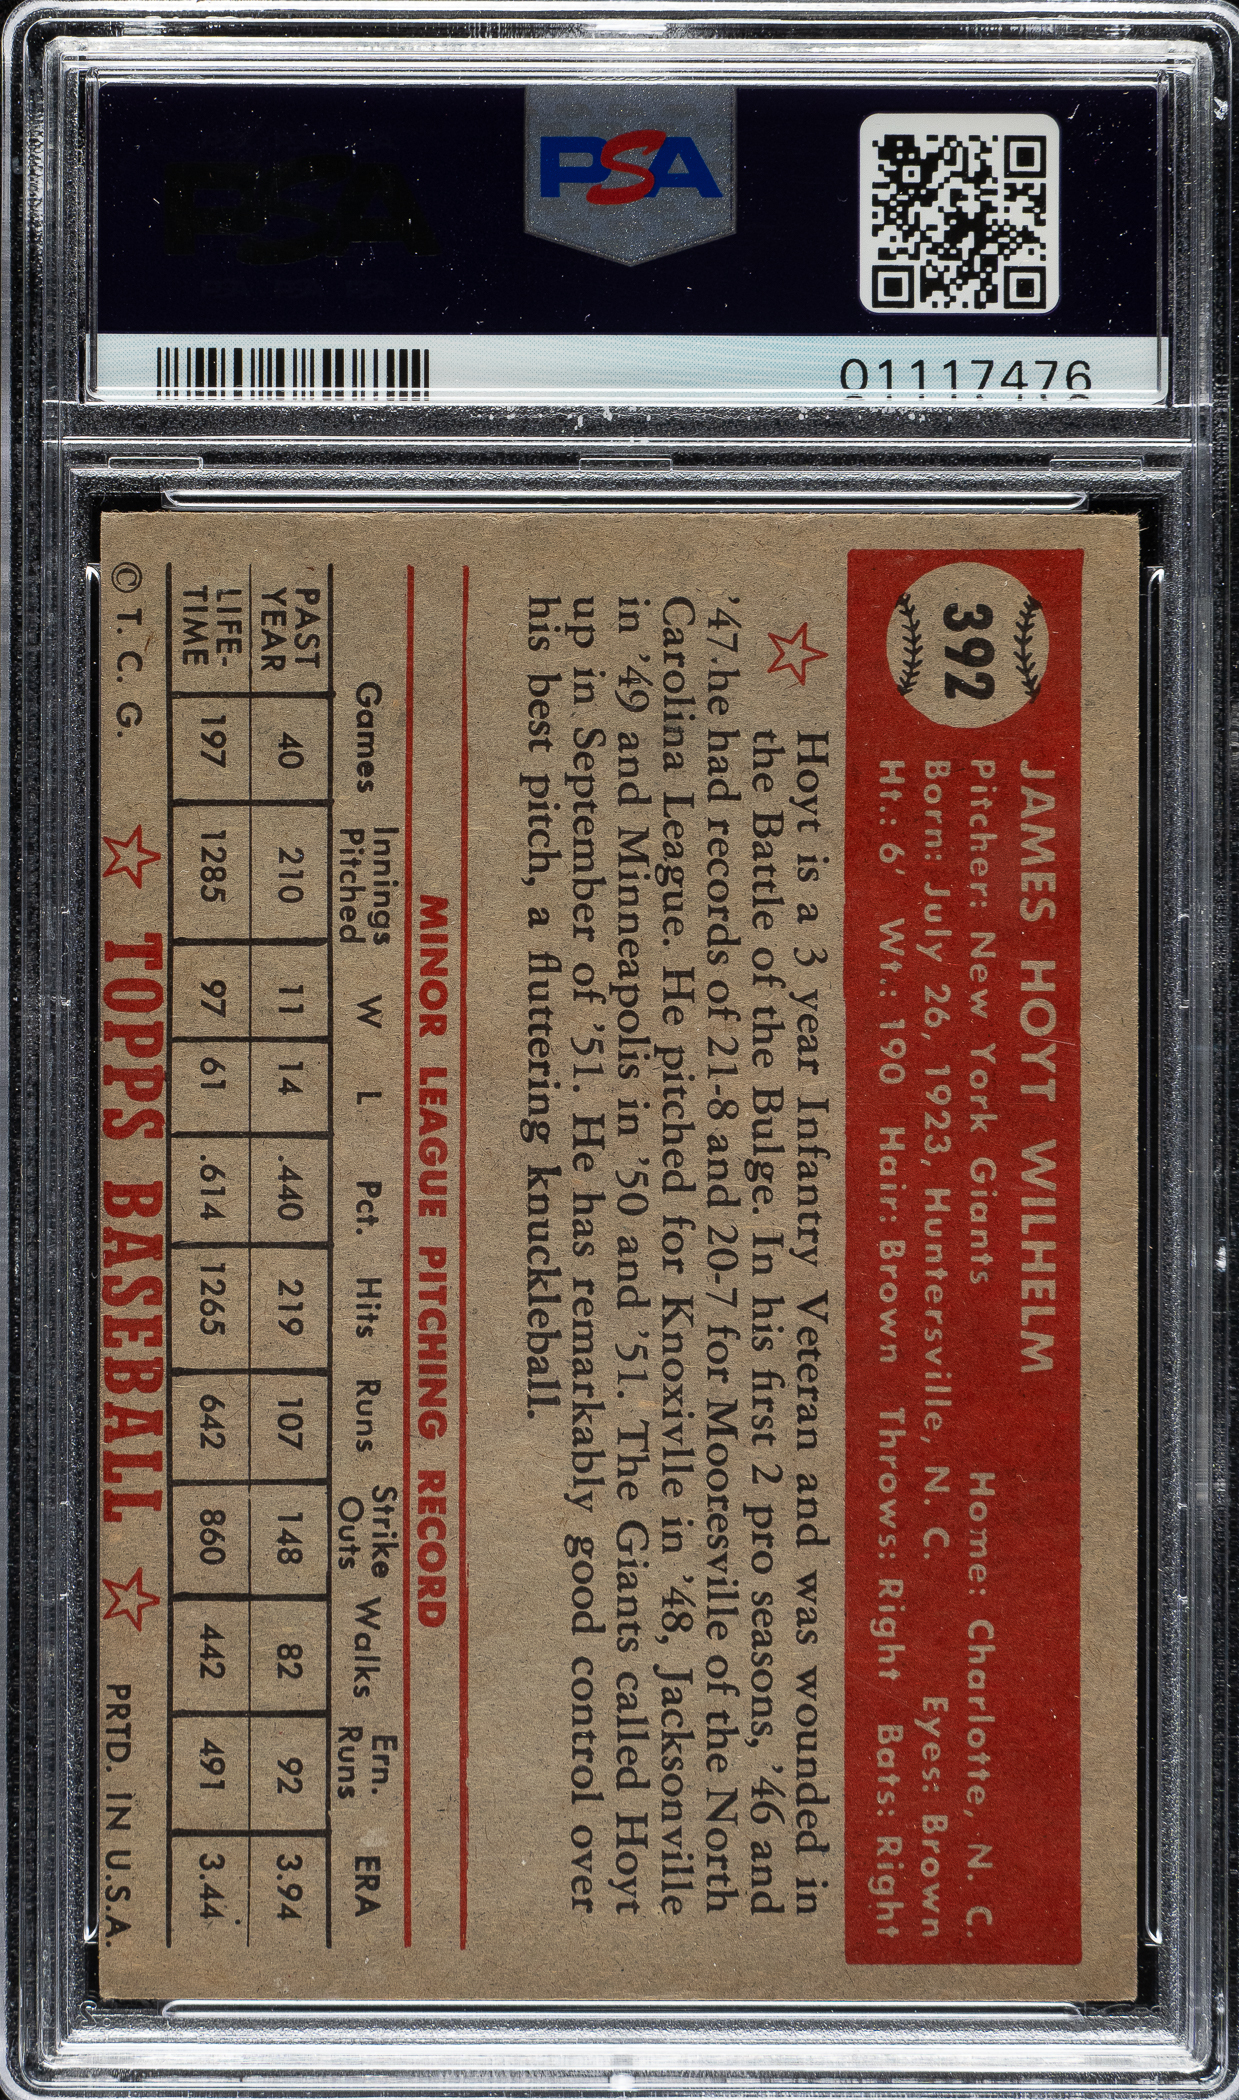 PSA
01117476
392
JAMES HOYT WILHELM
Pitcher: New York Giants Home: Charlotte, N. C.
Born: July 26, 1923, Huntersville, N. C. Eyes: Brown
Ht.: 6' Wt.: 190 Hair: Brown Throws: Right Bats: Right
Hoyt is a 3 year Infantry Veteran and was wounded in
the Battle of the Bulge. In his first 2 pro seasons, '46 and
'47.he had records of 21-8 and 20-7 for Mooresville of the North
Carolina League. He pitched for Knoxivlle in '48, Jacksonville
in '49 and Minneapolis in '50 and '51. The Giants called Hoyt
up in September of '51. He has remarkably good control over
his best pitch, a fluttering knuckleball.
MINOR LEAGUE PITCHING RECORD
Games Innings Pitched W L Pct. Hits Runs Strike Outs Walks Ern. Runs ERA
PAST YEAR 40 210 11 14 .440 219 107 148 82 92 3.94
LIFE-TIME 197 1285 97 61 .614 1265 642 860 442 491 3.44
© T. C. G. TOPPS BASEBALL PRTD. IN U.S.A.